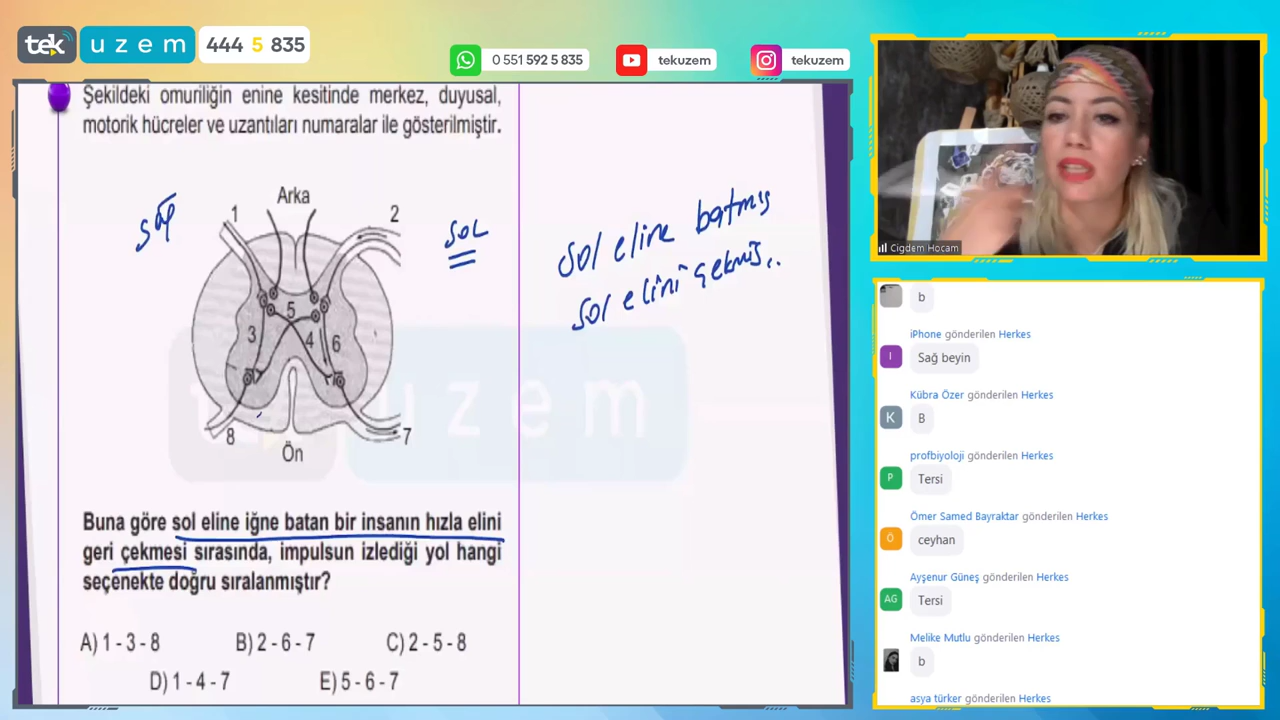 tek
uzem
444 5 835
0 551 592 5 835
tekuzem
tekuzem
Şekildeki omuriliğin enine kesitinde merkez, duyusal,
motorik hücreler ve uzantıları numaralar ile gösterilmiştir.
Arka
1
2
sağ
sol
5
3
4
6
8
7
Ön
sol eline batmış
sol elini çekmiş..
tekuzem
Buna göre sol eline iğne batan bir insanın hızla elini
geri çekmesi sırasında, impulsun izlediği yol hangi
seçenekte doğru sıralanmıştır?
A) 1 - 3 - 8 B) 2 - 6 - 7 C) 2 - 5 - 8
D) 1 - 4 - 7 E) 5 - 6 - 7
Cigdem Hocam
b
iPhone gönderilen Herkes
I
Sağ beyin
Kübra Özer gönderilen Herkes
K
B
profbiyoloji gönderilen Herkes
P
Tersi
Ömer Samed Bayraktar gönderilen Herkes
Ö
ceyhan
Ayşenur Güneş gönderilen Herkes
AG
Tersi
Melike Mutlu gönderilen Herkes
b
asya türker gönderilen Herkes